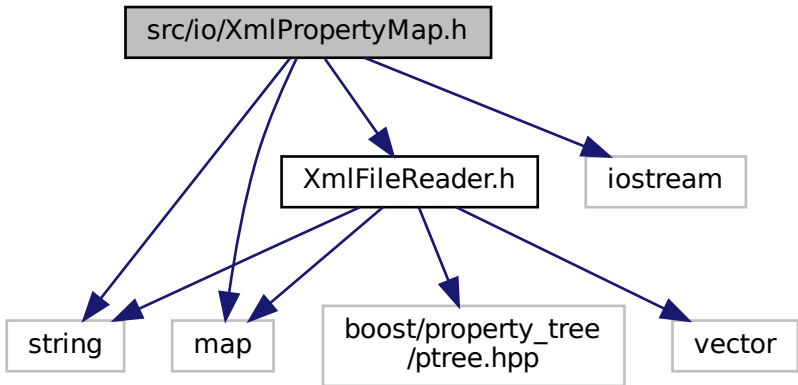 src/io/XmlPropertyMap.h
XmlFileReader.h
iostream
string
map
boost/property_tree
/ptree.hpp
vector